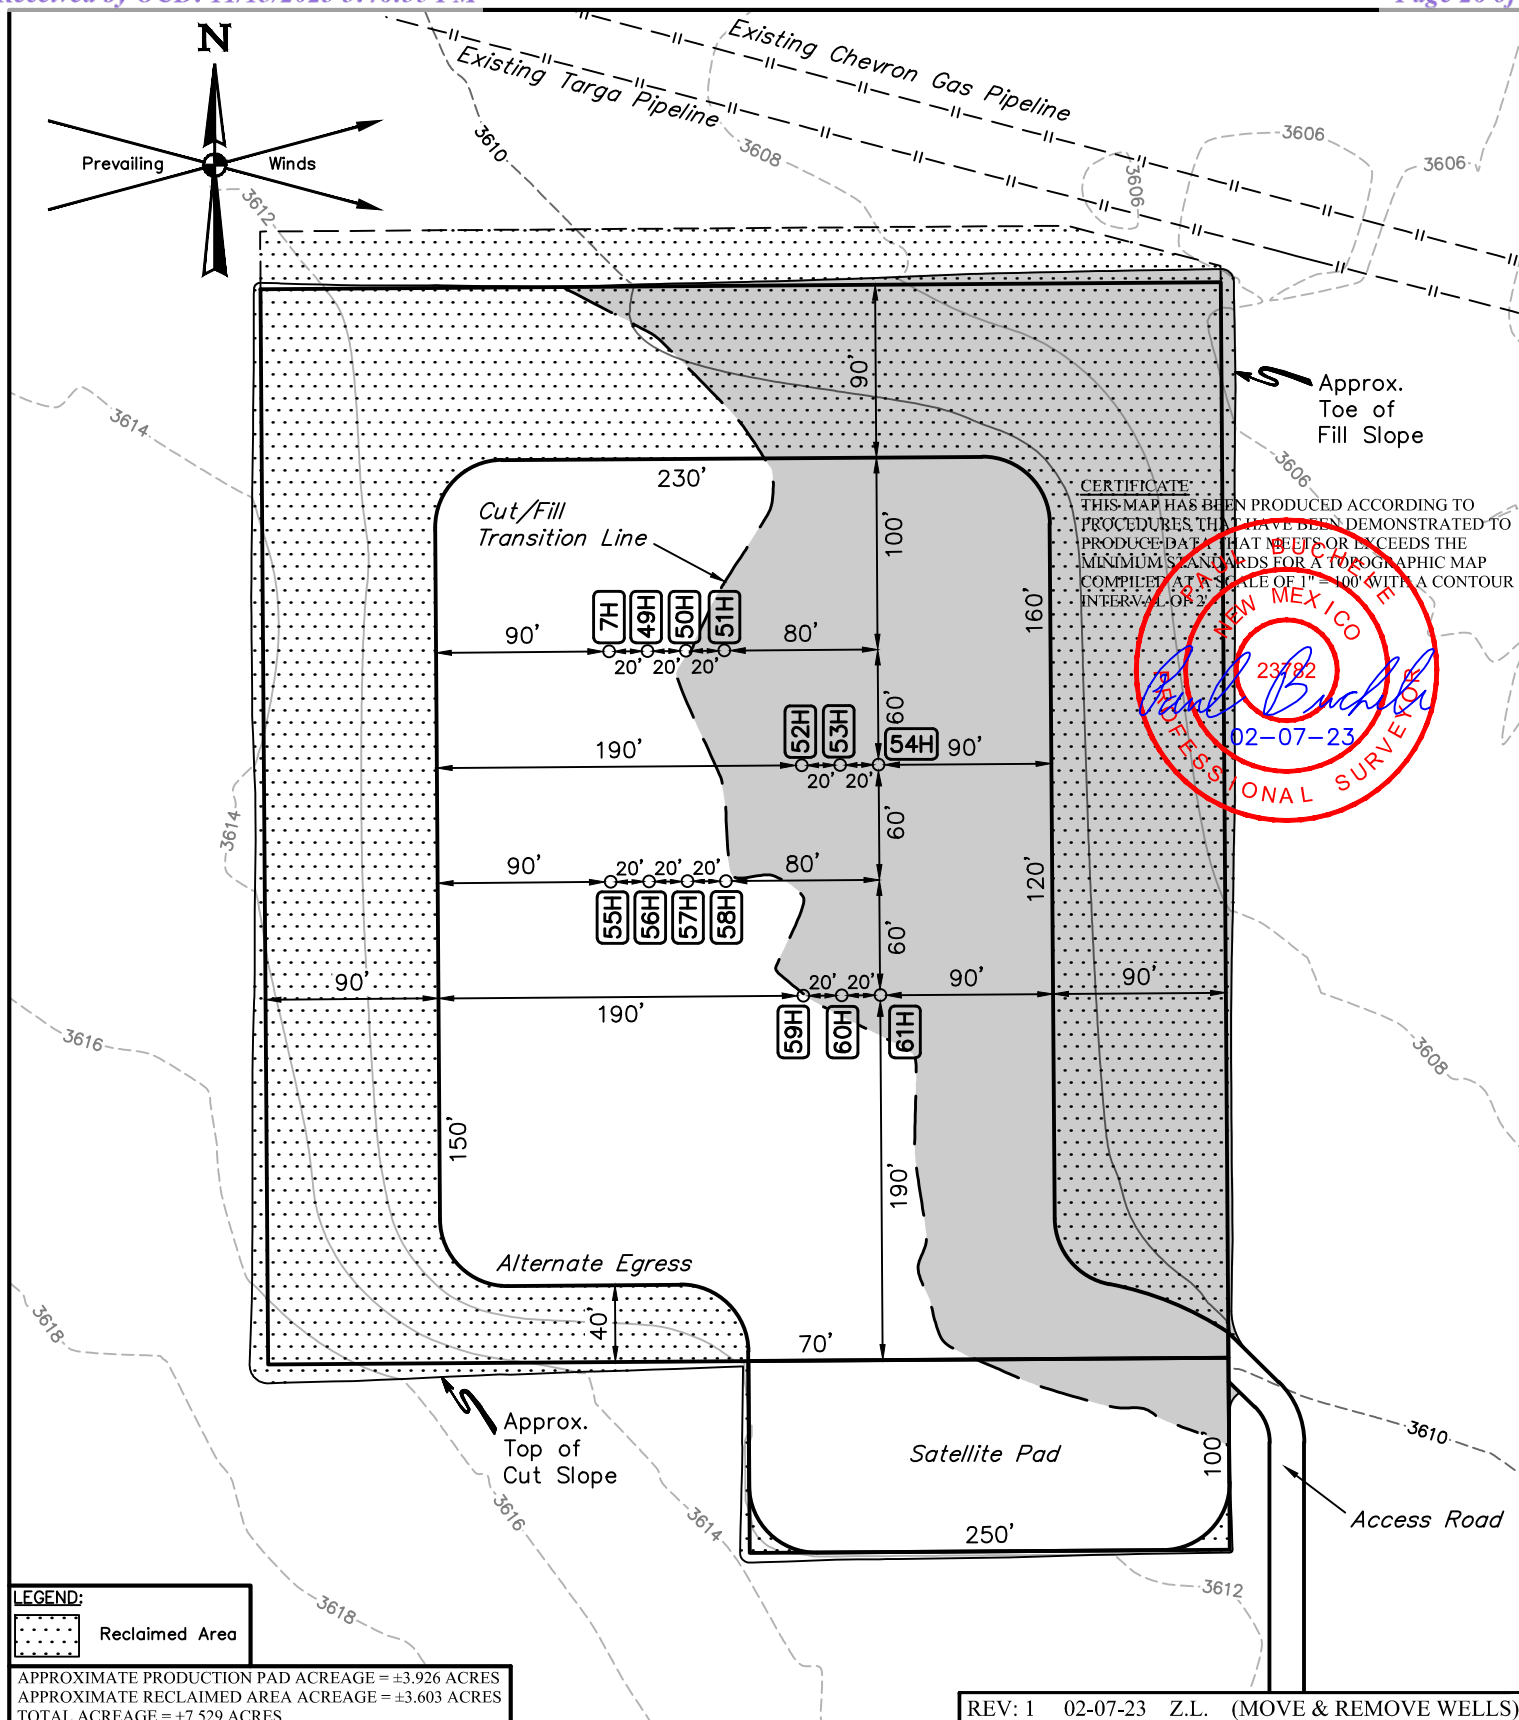 N
Prevailing Winds
Existing Chevron Gas Pipeline
Existing Targa Pipeline
3610
3608
3606
3606
3606
3612
3614
Approx.
Toe of
Fill Slope
3606
90'
230'
Cut/Fill
Transition Line
100'
CERTIFICATE
THIS MAP HAS BEEN PRODUCED ACCORDING TO
PROCEDURES THAT HAVE BEEN DEMONSTRATED TO
PRODUCE DATA THAT MEETS OR EXCEEDS THE
MINIMUM STANDARDS FOR A TOPOGRAPHIC MAP
COMPILED AT A SCALE OF 1" = 100' WITH A CONTOUR
INTERVAL OF 2'
PAUL BUCHELE
NEW MEXICO
23782
Paul Buchele
02-07-23
PROFESSIONAL SURVEYOR
7H 49H 50H 51H
90' 20' 20' 20' 80'
160'
60'
52H 53H 54H
190' 20' 20' 90'
3614
60'
90' 20' 20' 20' 80'
120'
55H 56H 57H 58H
60'
90' 190' 20' 20' 90' 90'
59H 60H 61H
3616
3608
150'
190'
Alternate Egress
40'
70'
3618
Approx.
Top of
Cut Slope
3616
3614
Satellite Pad
100'
3610
Access Road
250'
3612
3618
LEGEND:
Reclaimed Area
APPROXIMATE PRODUCTION PAD ACREAGE = ±3.926 ACRES
APPROXIMATE RECLAIMED AREA ACREAGE = ±3.603 ACRES
TOTAL ACREAGE = ±7.529 ACRES
REV: 1 02-07-23 Z.L. (MOVE & REMOVE WELLS)